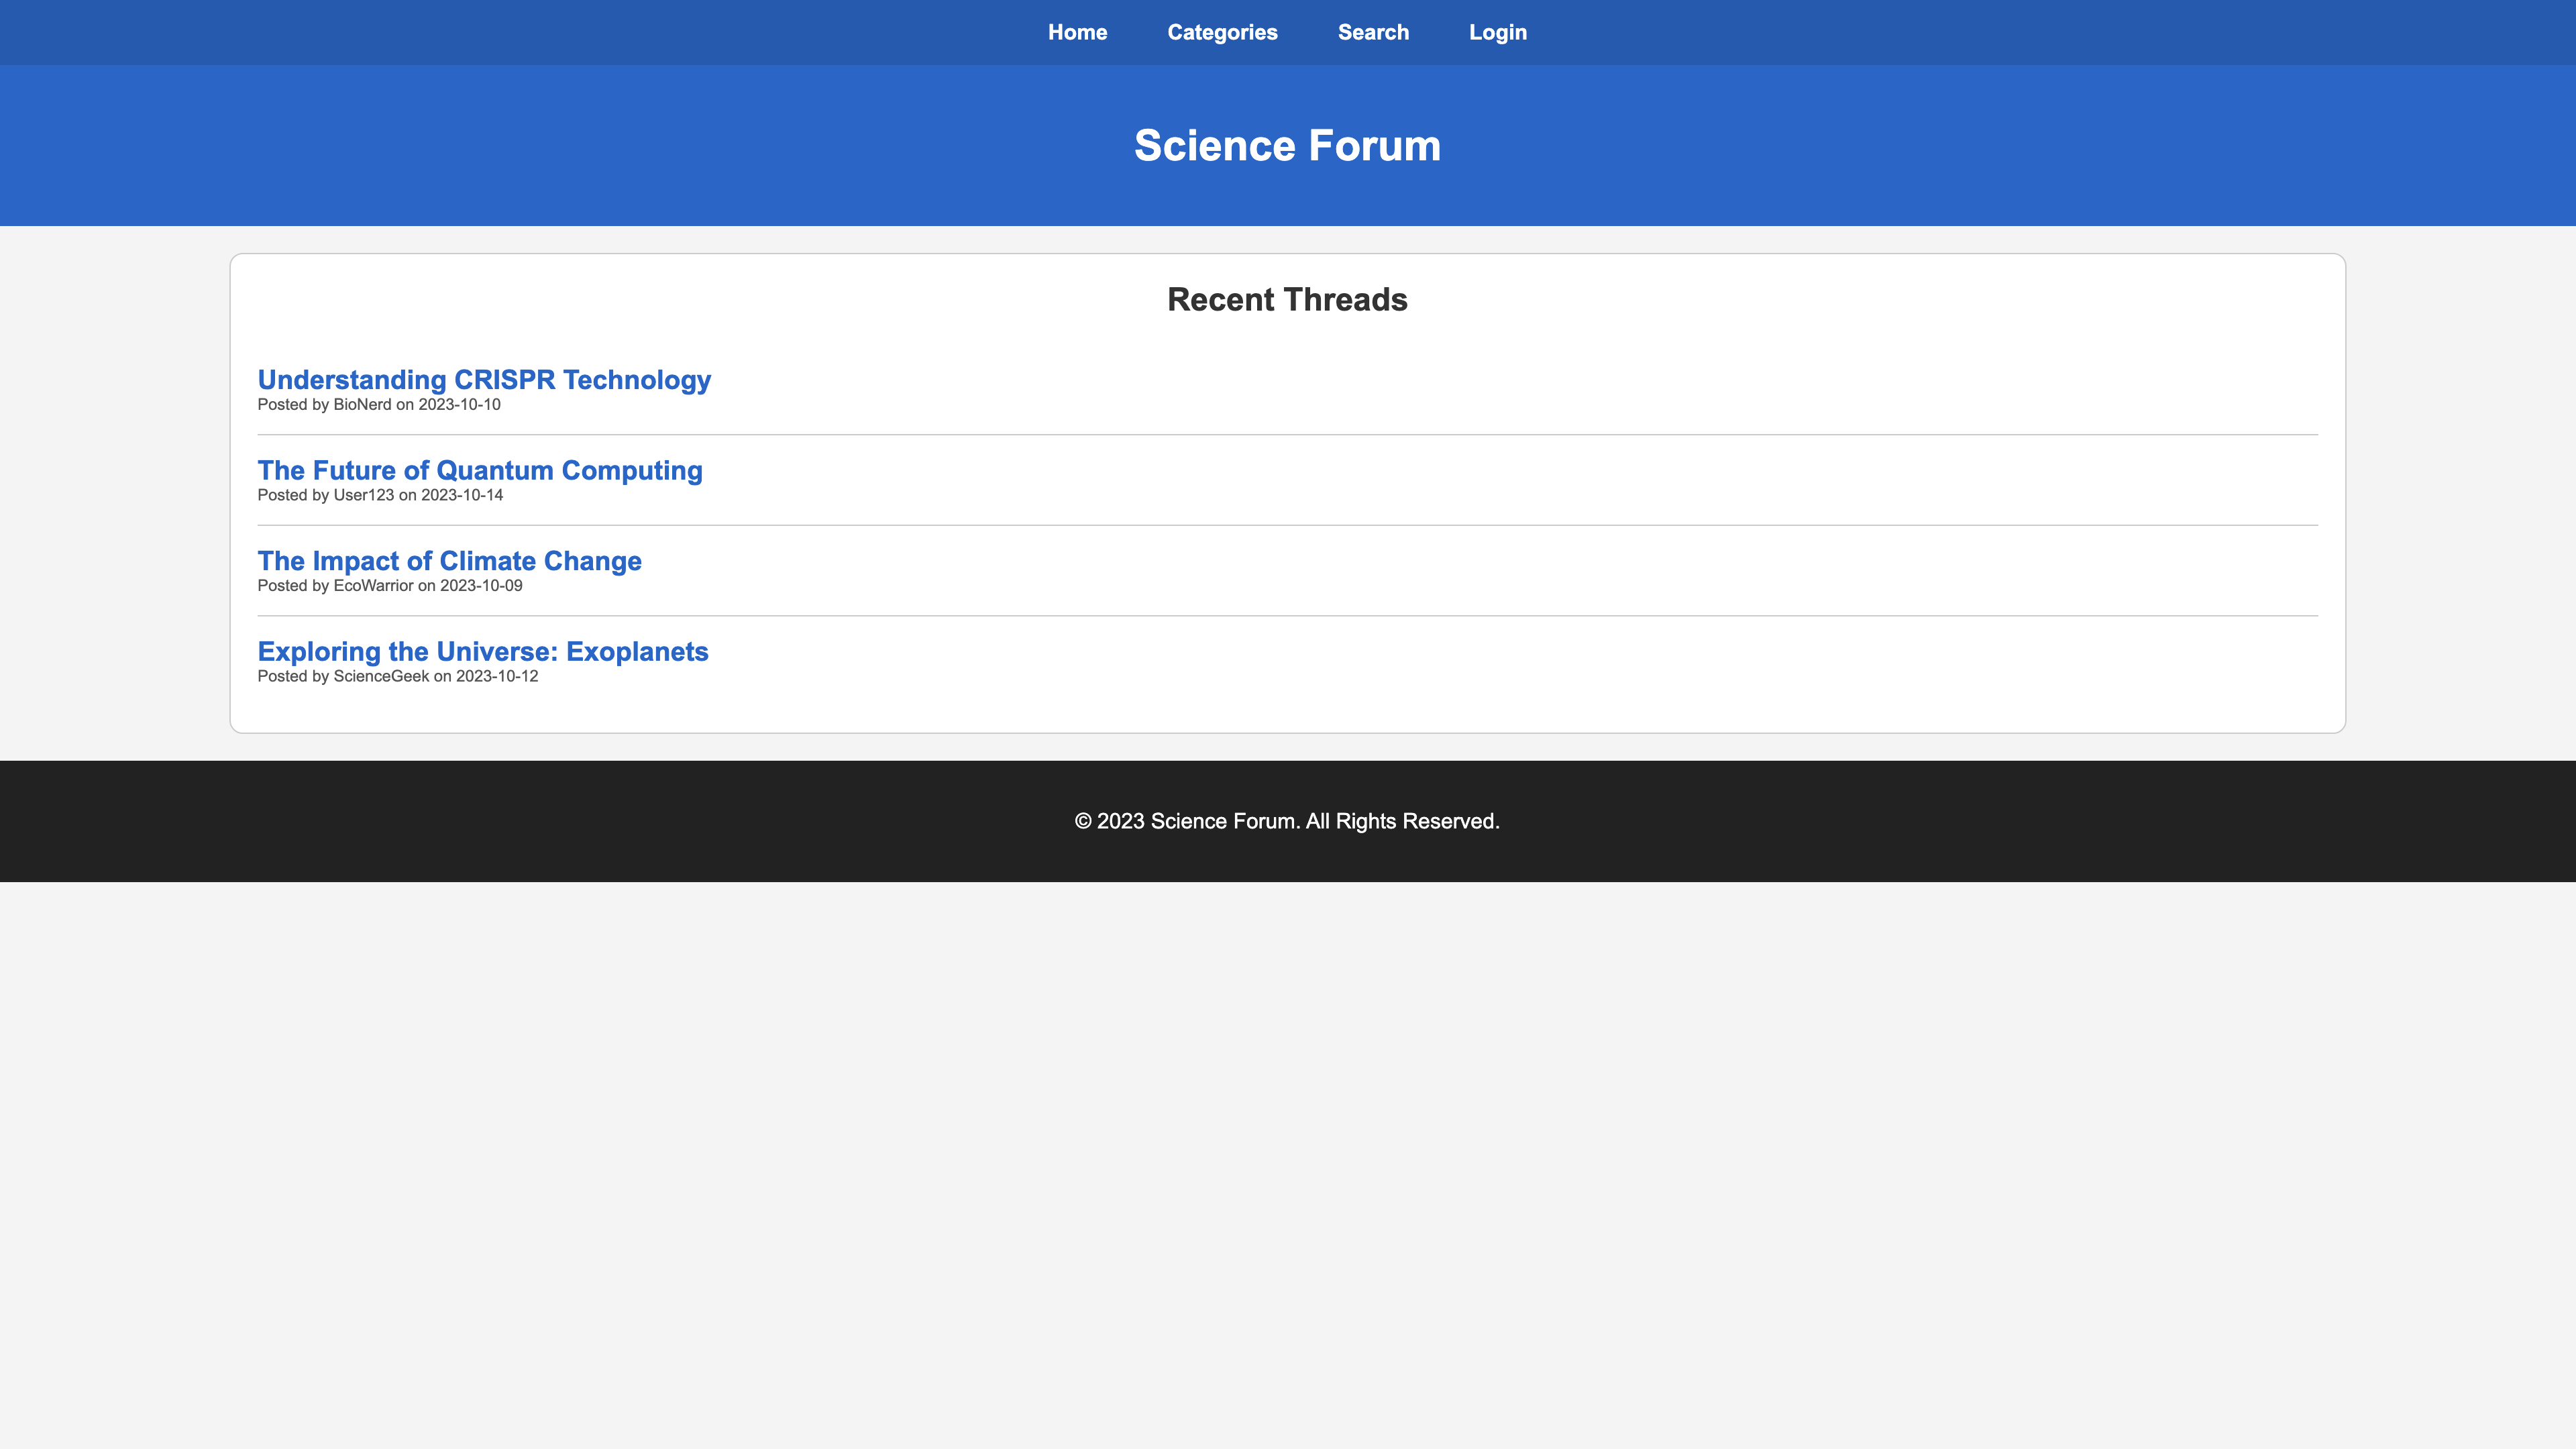 Home Categories Search Login
Science Forum
Recent Threads
Understanding CRISPR Technology
Posted by BioNerd on 2023-10-10
The Future of Quantum Computing
Posted by User123 on 2023-10-14
The Impact of Climate Change
Posted by EcoWarrior on 2023-10-09
Exploring the Universe: Exoplanets
Posted by ScienceGeek on 2023-10-12
© 2023 Science Forum. All Rights Reserved.